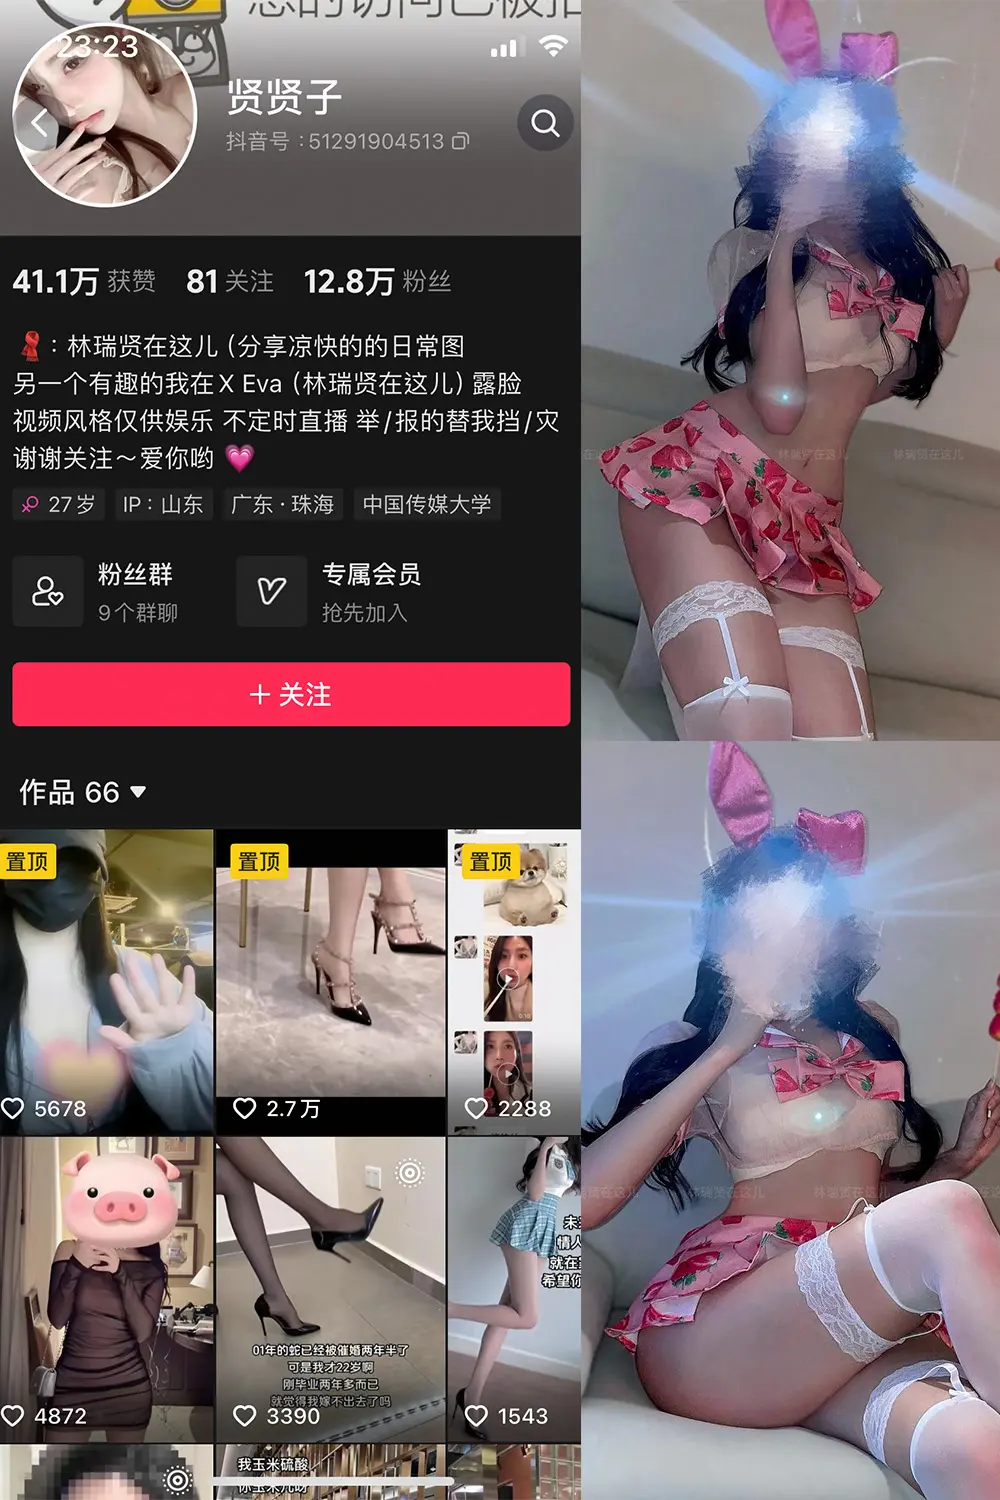 您的访问已被拒
23:23
贤贤子
抖音号：51291904513
41.1万 获赞 81 关注 12.8万 粉丝
：林瑞贤在这儿（分享凉快的的日常图
另一个有趣的我在X Eva（林瑞贤在这儿）露脸
视频风格仅供娱乐 不定时直播 举/报的替我挡/灾
谢谢关注～爱你哟
27岁 IP：山东 广东·珠海 中国传媒大学
粉丝群
9个群聊
专属会员
抢先加入
＋关注
作品 66
置顶
5678
置顶
2.7万
置顶
0:16
2288
4872
01年的蛇已经被催婚两年半了
可是我才22岁啊
刚毕业两年多而已
就觉得我嫁不出去了吗
3390
情人
就在
希望你
1543
我玉米硫酸
林瑞贤在这儿
林瑞贤在这儿
林瑞贤在这儿
林瑞贤在这儿